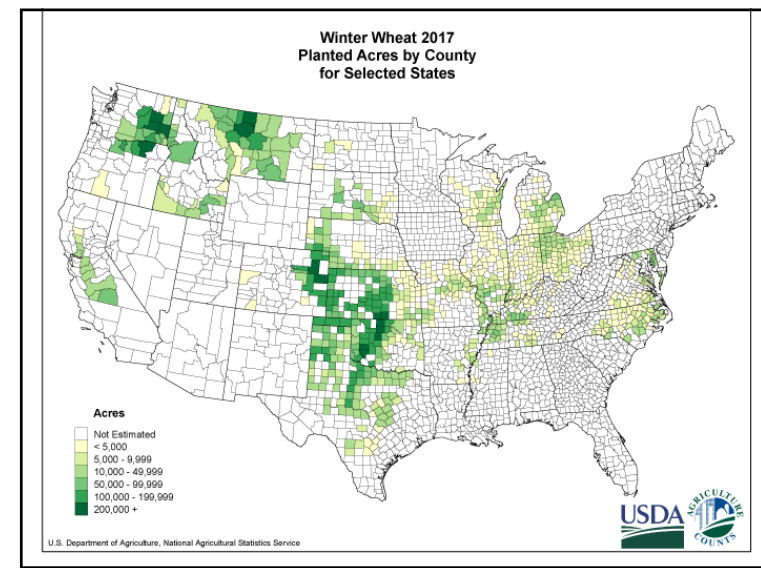 Winter Wheat 2017
Planted Acres by County
for Selected States
Acres
Not Estimated
< 5,000
5,000 - 9,999
10,000 - 49,999
50,000 - 99,999
100,000 - 199,999
200,000 +
U.S. Department of Agriculture, National Agricultural Statistics Service
USDA
AGRICULTURE
COUNTS